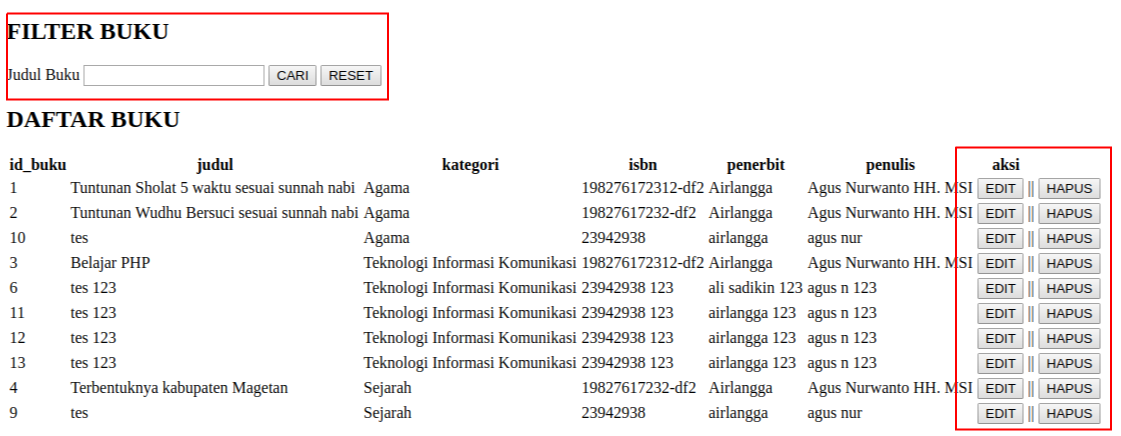 FILTER BUKU
Judul Buku CARI RESET
DAFTAR BUKU
id_buku judul kategori isbn penerbit penulis aksi
1 Tuntunan Sholat 5 waktu sesuai sunnah nabi Agama 198276172312-df2 Airlangga Agus Nurwanto HH. MSI EDIT || HAPUS
2 Tuntunan Wudhu Bersuci sesuai sunnah nabi Agama 19827617232-df2 Airlangga Agus Nurwanto HH. MSI EDIT || HAPUS
10 tes Agama 23942938 airlangga agus nur EDIT || HAPUS
3 Belajar PHP Teknologi Informasi Komunikasi 198276172312-df2 Airlangga Agus Nurwanto HH. MSI EDIT || HAPUS
6 tes 123 Teknologi Informasi Komunikasi 23942938 123 ali sadikin 123 agus n 123 EDIT || HAPUS
11 tes 123 Teknologi Informasi Komunikasi 23942938 123 airlangga 123 agus n 123 EDIT || HAPUS
12 tes 123 Teknologi Informasi Komunikasi 23942938 123 airlangga 123 agus n 123 EDIT || HAPUS
13 tes 123 Teknologi Informasi Komunikasi 23942938 123 airlangga 123 agus n 123 EDIT || HAPUS
4 Terbentuknya kabupaten Magetan Sejarah 19827617232-df2 Airlangga Agus Nurwanto HH. MSI EDIT || HAPUS
9 tes Sejarah 23942938 airlangga agus nur EDIT || HAPUS